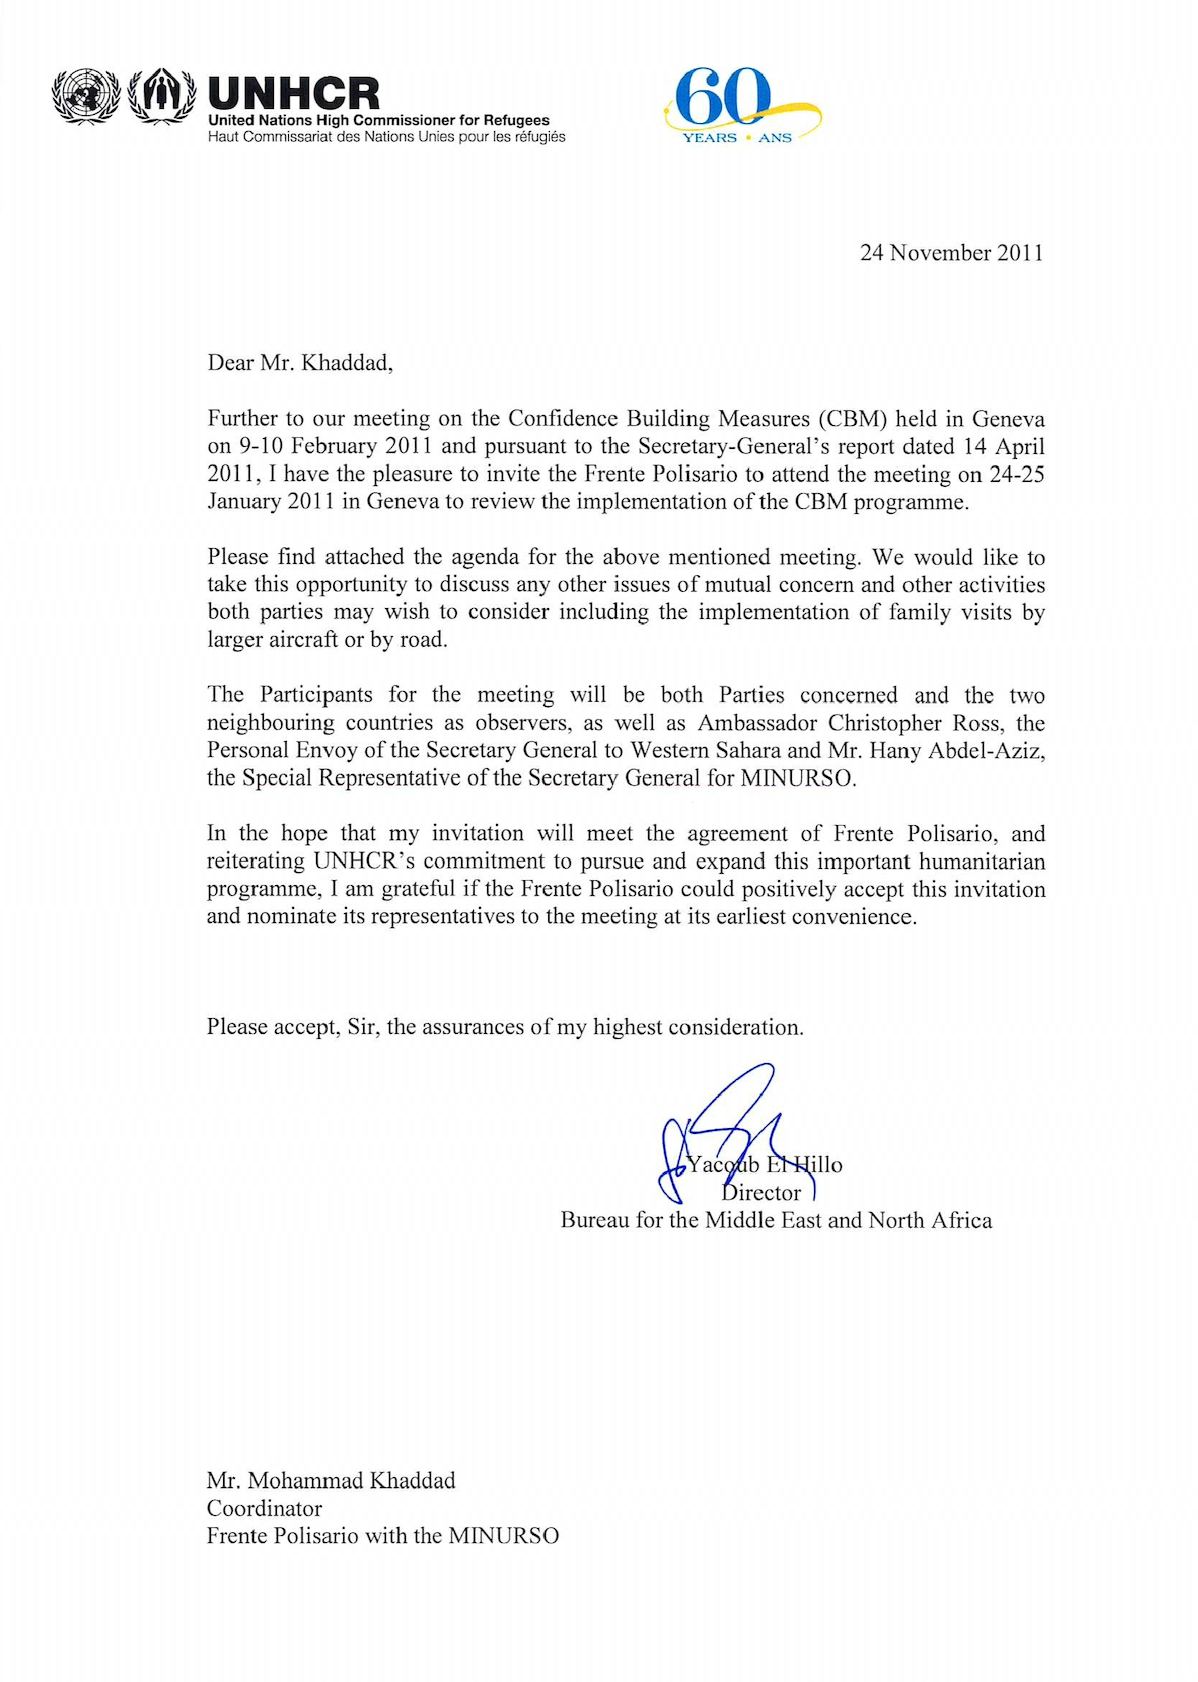 UNHCR
United Nations High Commissioner for Refugees
Haut Commissariat des Nations Unies pour les réfugiés
60
YEARS • ANS
24 November 2011
Dear Mr. Khaddad,
Further to our meeting on the Confidence Building Measures (CBM) held in Geneva
on 9-10 February 2011 and pursuant to the Secretary-General's report dated 14 April
2011, I have the pleasure to invite the Frente Polisario to attend the meeting on 24-25
January 2011 in Geneva to review the implementation of the CBM programme.
Please find attached the agenda for the above mentioned meeting. We would like to
take this opportunity to discuss any other issues of mutual concern and other activities
both parties may wish to consider including the implementation of family visits by
larger aircraft or by road.
The Participants for the meeting will be both Parties concerned and the two
neighbouring countries as observers, as well as Ambassador Christopher Ross, the
Personal Envoy of the Secretary General to Western Sahara and Mr. Hany Abdel-Aziz,
the Special Representative of the Secretary General for MINURSO.
In the hope that my invitation will meet the agreement of Frente Polisario, and
reiterating UNHCR's commitment to pursue and expand this important humanitarian
programme, I am grateful if the Frente Polisario could positively accept this invitation
and nominate its representatives to the meeting at its earliest convenience.
Please accept, Sir, the assurances of my highest consideration.
Yacoub El Hillo
Director
Bureau for the Middle East and North Africa
Mr. Mohammad Khaddad
Coordinator
Frente Polisario with the MINURSO